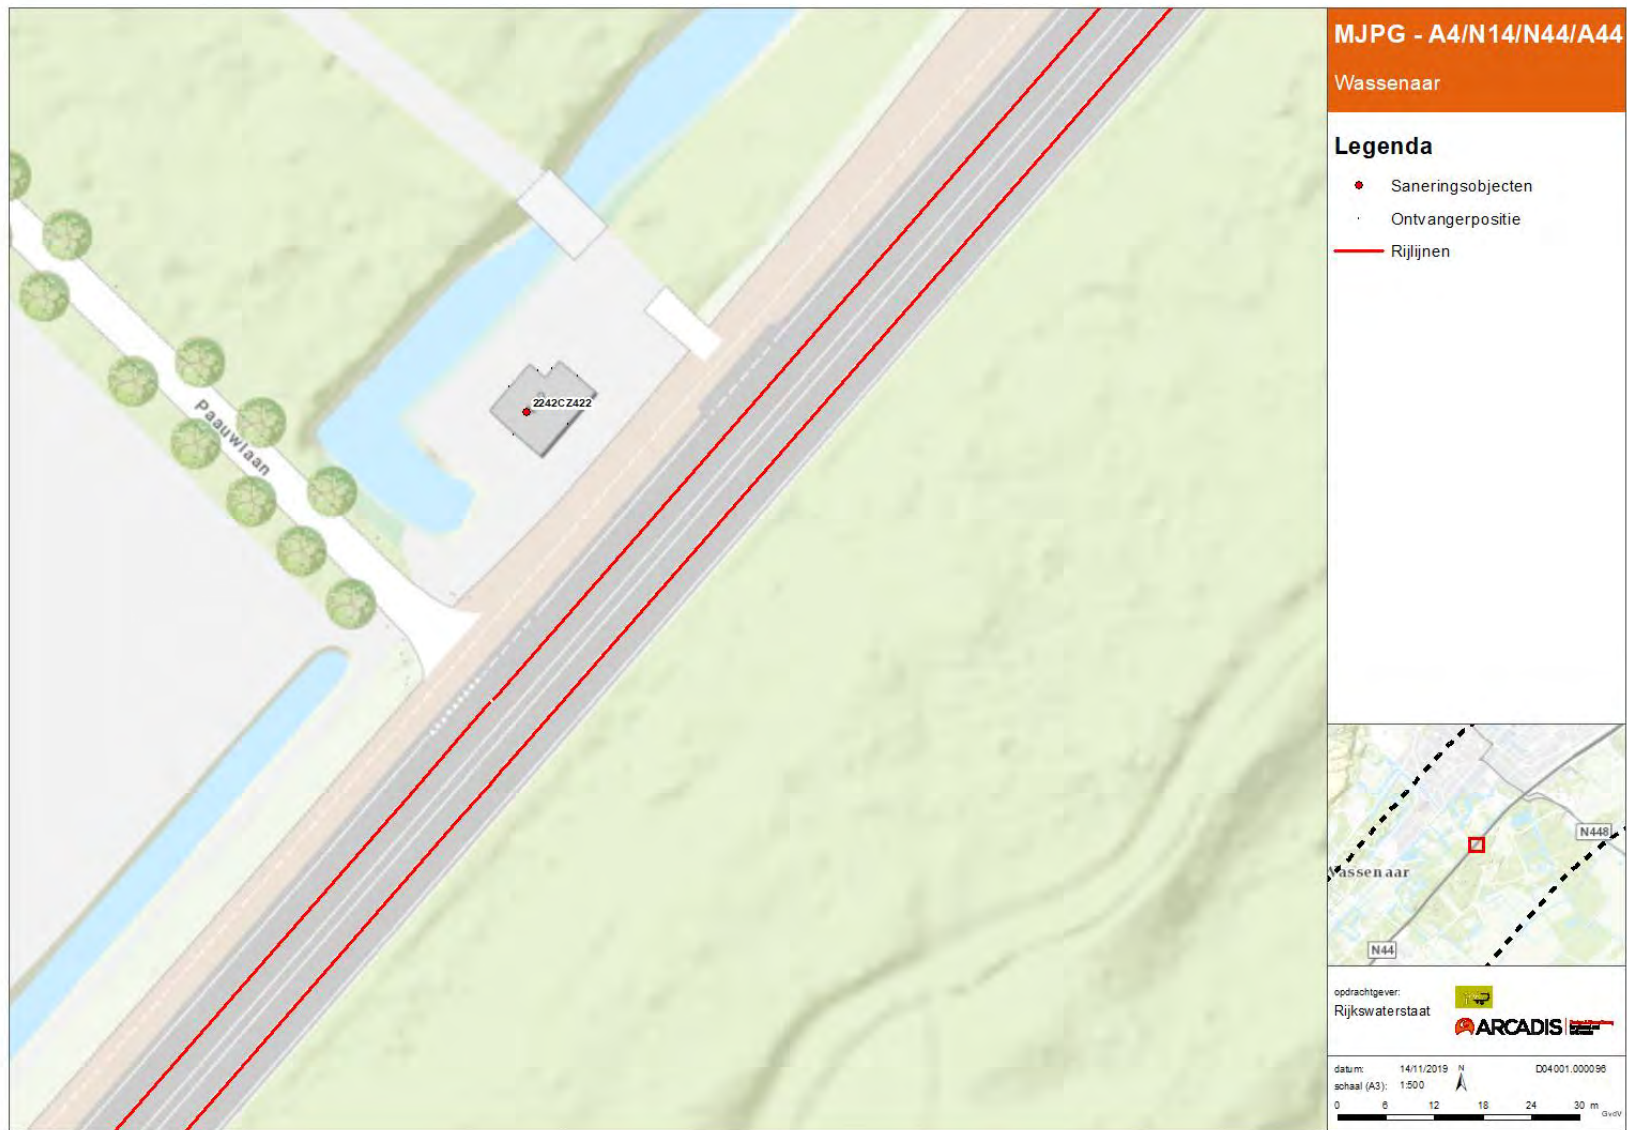 MJPG - A4/N14/N44/A44
Wassenaar
Legenda
Saneringsobjecten
Ontvangerpositie
Rijlijnen
2242CZ422
Paauwlaan
N448
Wassenaar
N44
opdrachtgever:
Rijkswaterstaat
ARCADIS
datum: 14/11/2019 N D04001.000096
schaal (A3): 1:500
0 6 12 18 24 30 m
GvdV